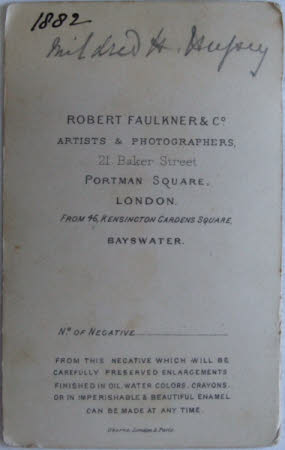 1882
Mildred H.
ROBERT FAULKNER & Co
ARTISTS & PHOTOGRAPHERS,
21 Baker Street
PORTMAN SQUARE,
LONDON.
FROM 46, KENSINGTON GARDENS SQUARE,
BAYSWATER.
No. OF NEGATIVE
FROM THIS NEGATIVE WHICH WILL BE
CAREFULLY PRESERVED ENLARGEMENTS
FINISHED IN OIL, WATER COLORS, CRAYONS
OR IN IMPERISHABLE & BEAUTIFUL ENAMEL
CAN BE MADE AT ANY TIME.
London & Paris.